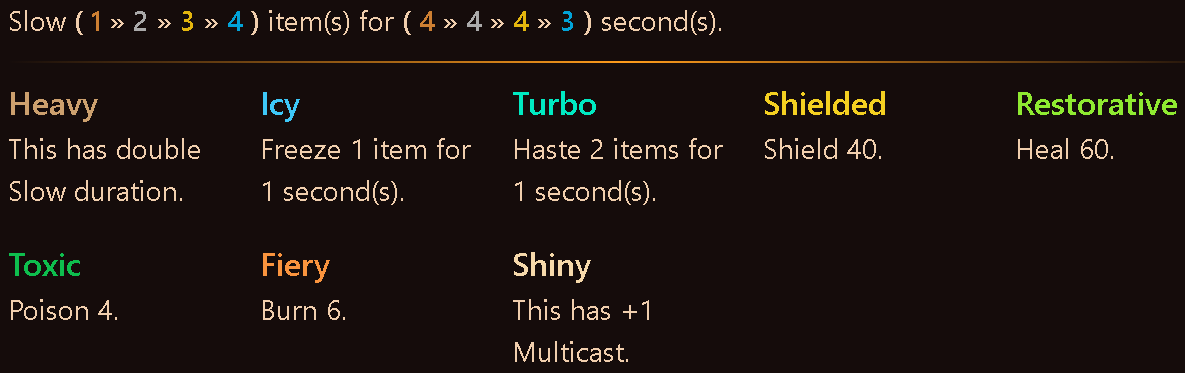 Slow ( 1 » 2 » 3 » 4 ) item(s) for ( 4 » 4 » 4 » 3 ) second(s).
Heavy
This has double
Slow duration.
Icy
Freeze 1 item for
1 second(s).
Turbo
Haste 2 items for
1 second(s).
Shielded
Shield 40.
Restorative
Heal 60.
Toxic
Poison 4.
Fiery
Burn 6.
Shiny
This has +1
Multicast.